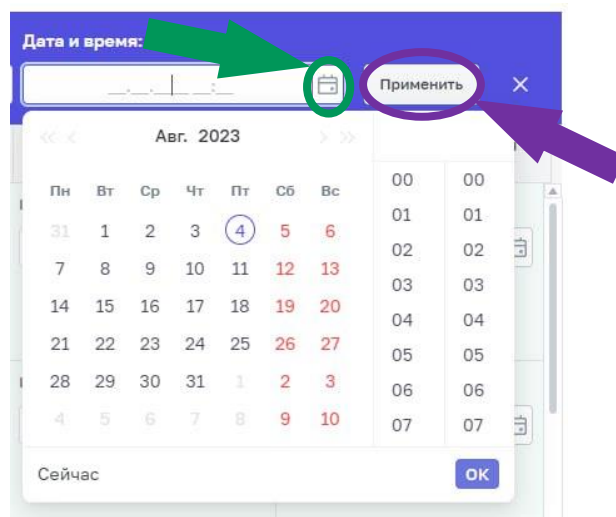 Дата и время:
__.__.__ __:__
Применить
Авг. 2023
Пн Вт Ср Чт Пт Сб Вс
31 1 2 3 4 5 6
7 8 9 10 11 12 13
14 15 16 17 18 19 20
21 22 23 24 25 26 27
28 29 30 31 1 2 3
4 5 6 7 8 9 10
00 00
01 01
02 02
03 03
04 04
05 05
06 06
07 07
Сейчас
ОК